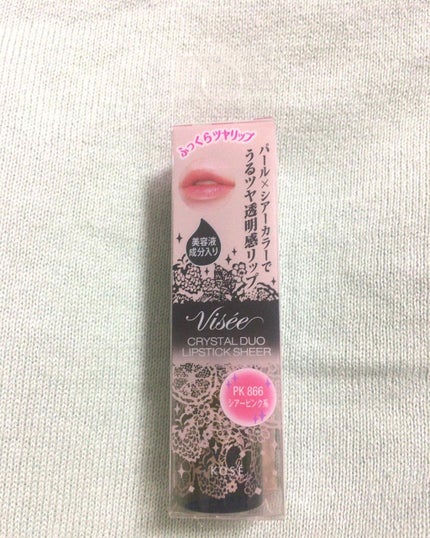 ふっくらツヤリップ
パール×シアーカラーで
うるツヤ透明感リップ
美容液
成分入り
Visée
CRYSTAL DUO
LIPSTICK SHEER
PK 866
シアーピンク系
KOSÉ